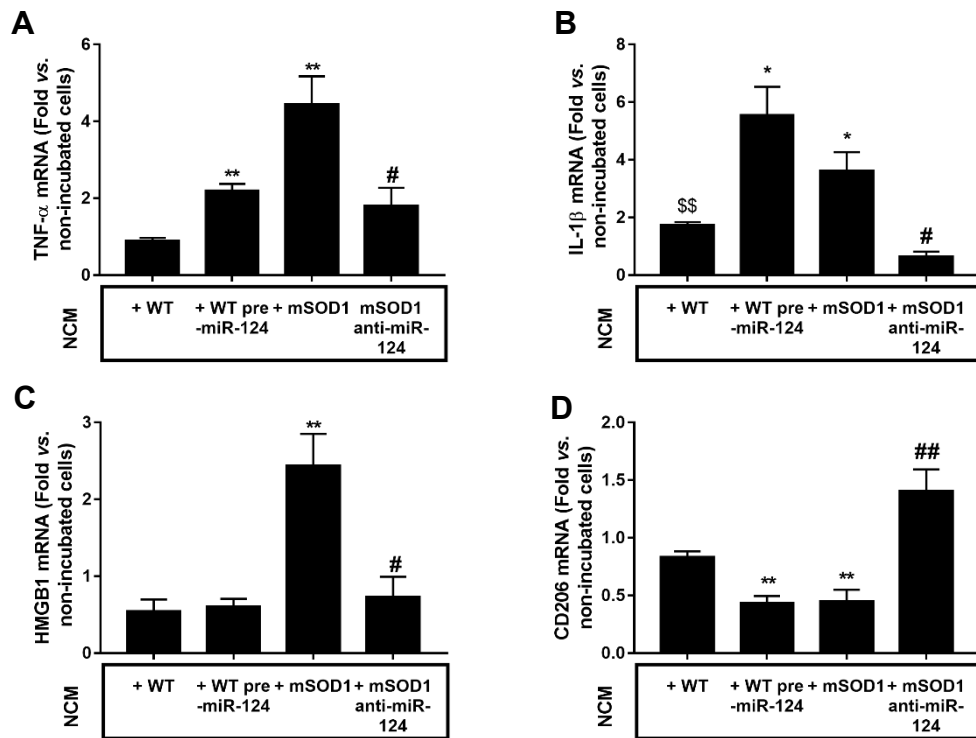 A
TNF-α mRNA (Fold vs.
non-incubated cells)
6
4
2
0
**
**
#
NCM
+ WT
+ WT pre
-miR-124
+ mSOD1
mSOD1
anti-miR-
124
B
IL-1β mRNA (Fold vs.
non-incubated cells)
8
6
4
2
0
$$
*
*
#
NCM
+ WT
+ WT pre
-miR-124
+ mSOD1
+ mSOD1
anti-miR-
124
C
HMGB1 mRNA (Fold vs.
non-incubated cells)
3
2
1
0
**
#
NCM
+ WT
+ WT pre
-miR-124
+ mSOD1
+ mSOD1
anti-miR-
124
D
CD206 mRNA (Fold vs.
non-incubated cells)
2.0
1.5
1.0
0.5
0.0
**
**
##
NCM
+ WT
+ WT pre
-miR-124
+ mSOD1
+ mSOD1
anti-miR-
124